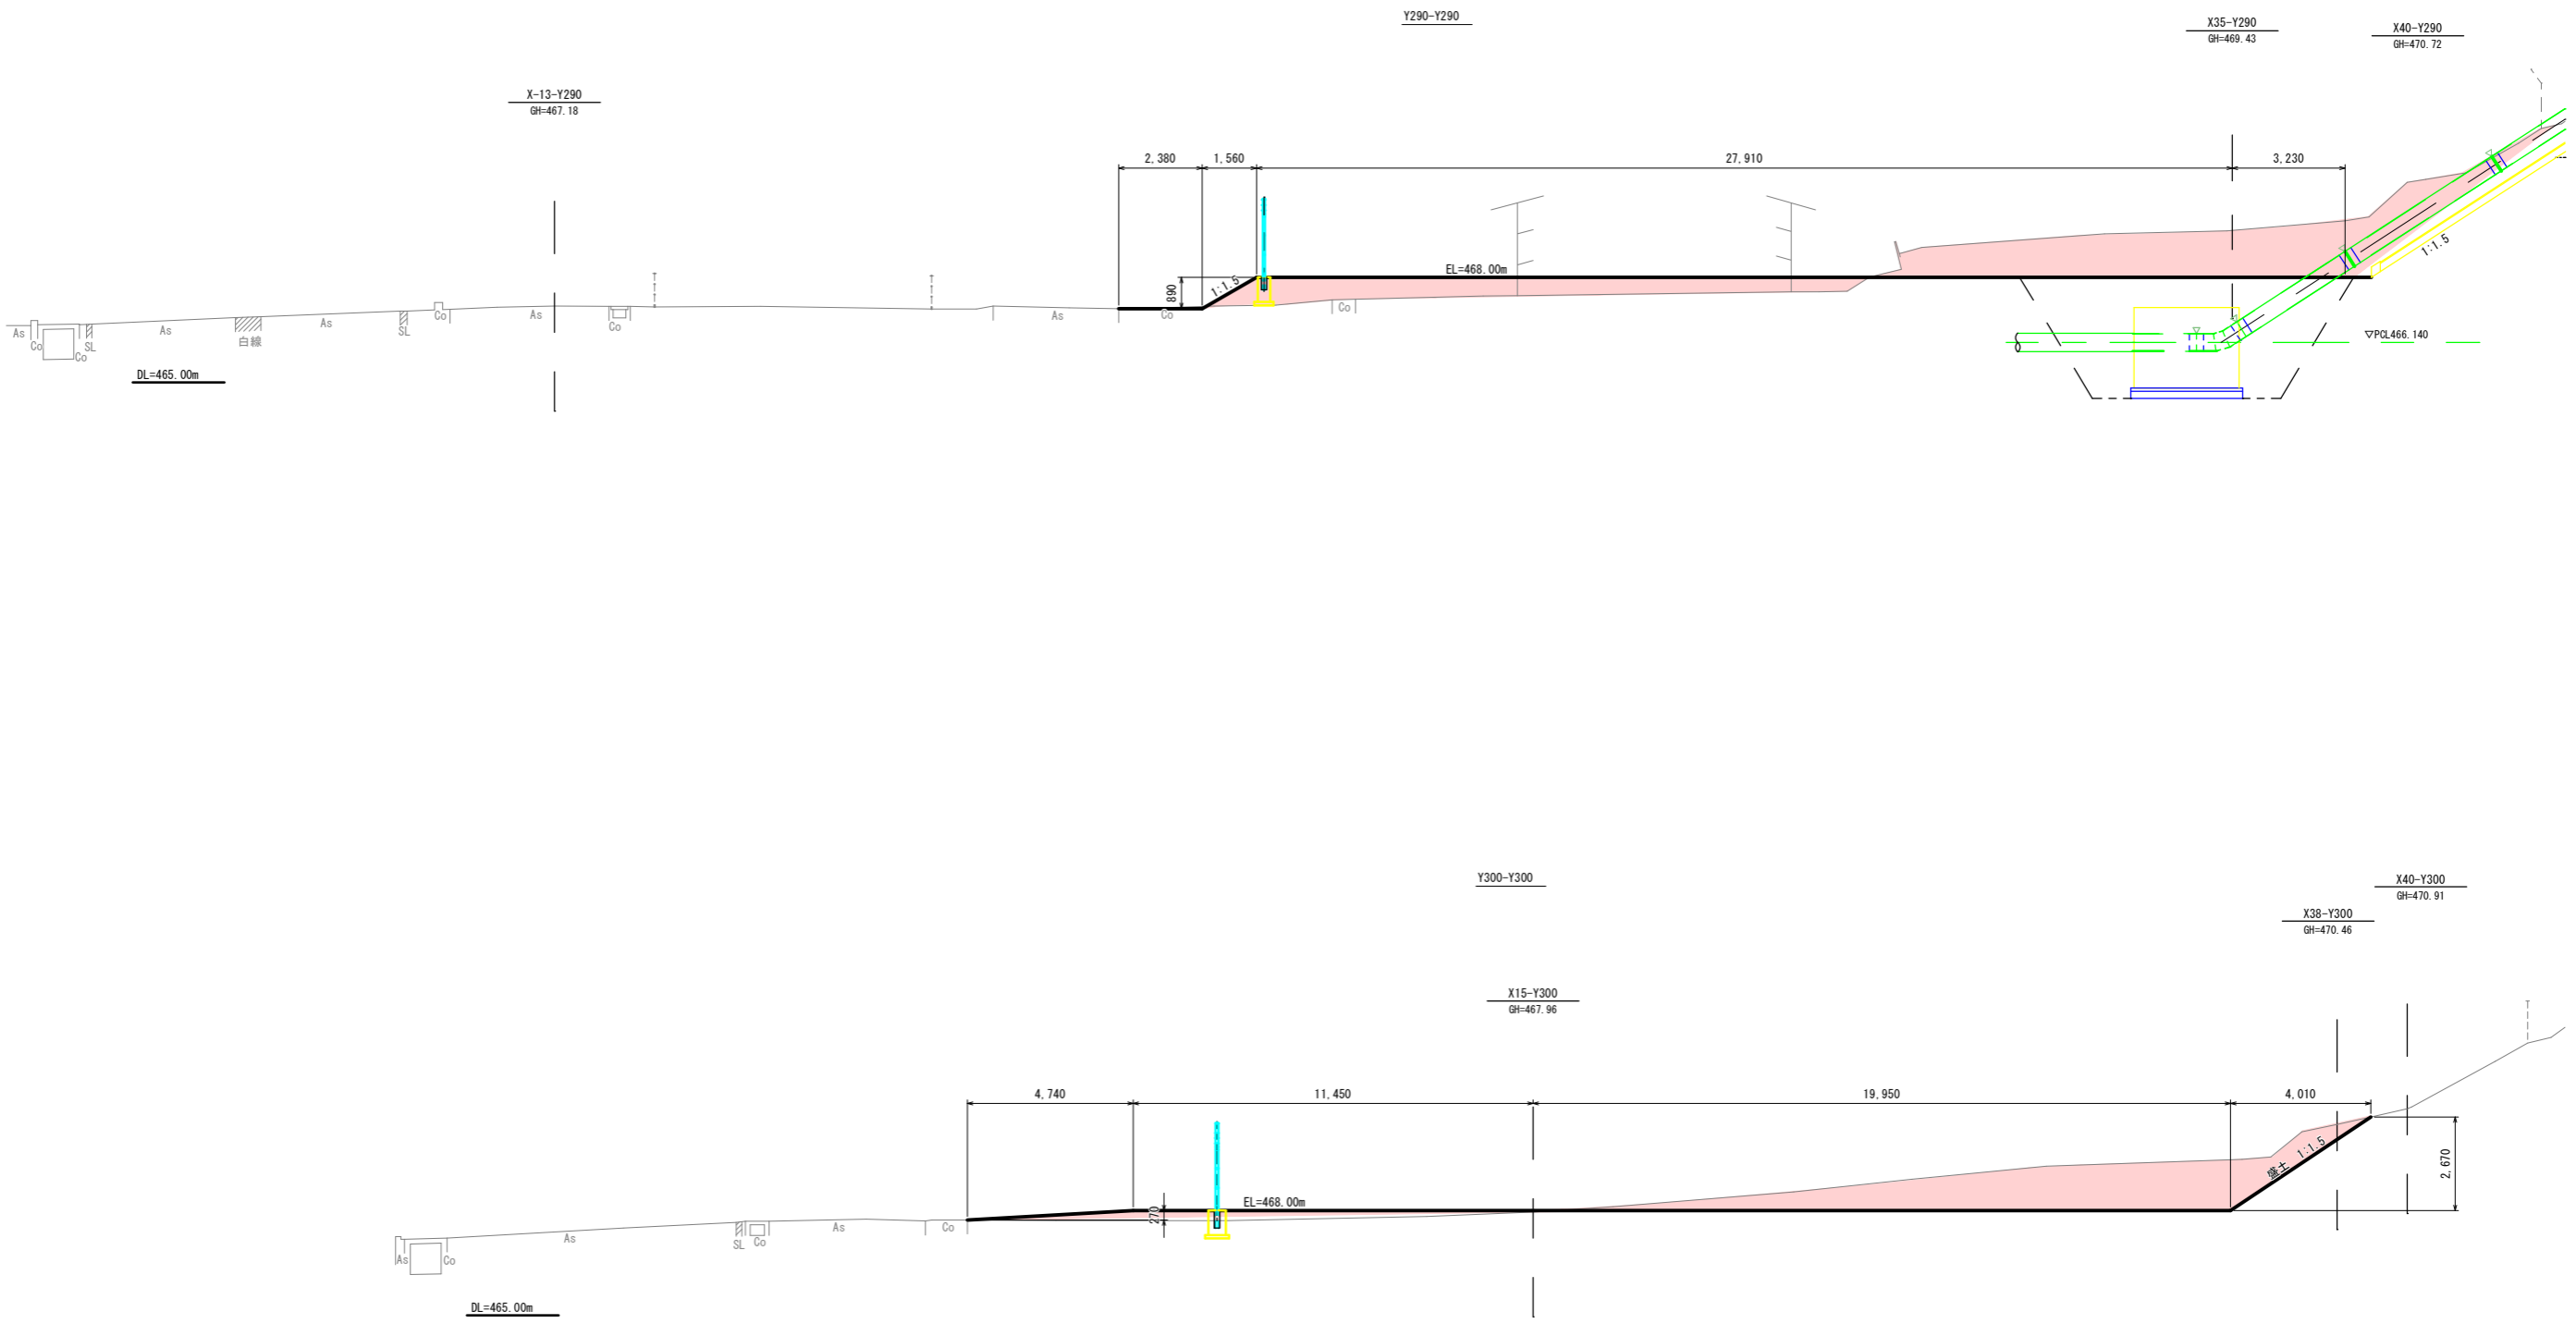 Y290-Y290
X35-Y290
GH=469.43
X40-Y290
GH=470.72
X-13-Y290
GH=467.18
2,380
1,560
27,910
3,230
890
1:1.5
EL=468.00m
1:1.5
As
Co
Co
SL
As
白線
As
SL
Co
As
Co
As
Co
Co
▽PCL466.140
DL=465.00m
Y300-Y300
X40-Y300
GH=470.91
X38-Y300
GH=470.46
X15-Y300
GH=467.96
4,740
11,450
19,950
4,010
270
EL=468.00m
盛土 1:1.5
2,670
As
Co
As
SL
Co
As
Co
DL=465.00m